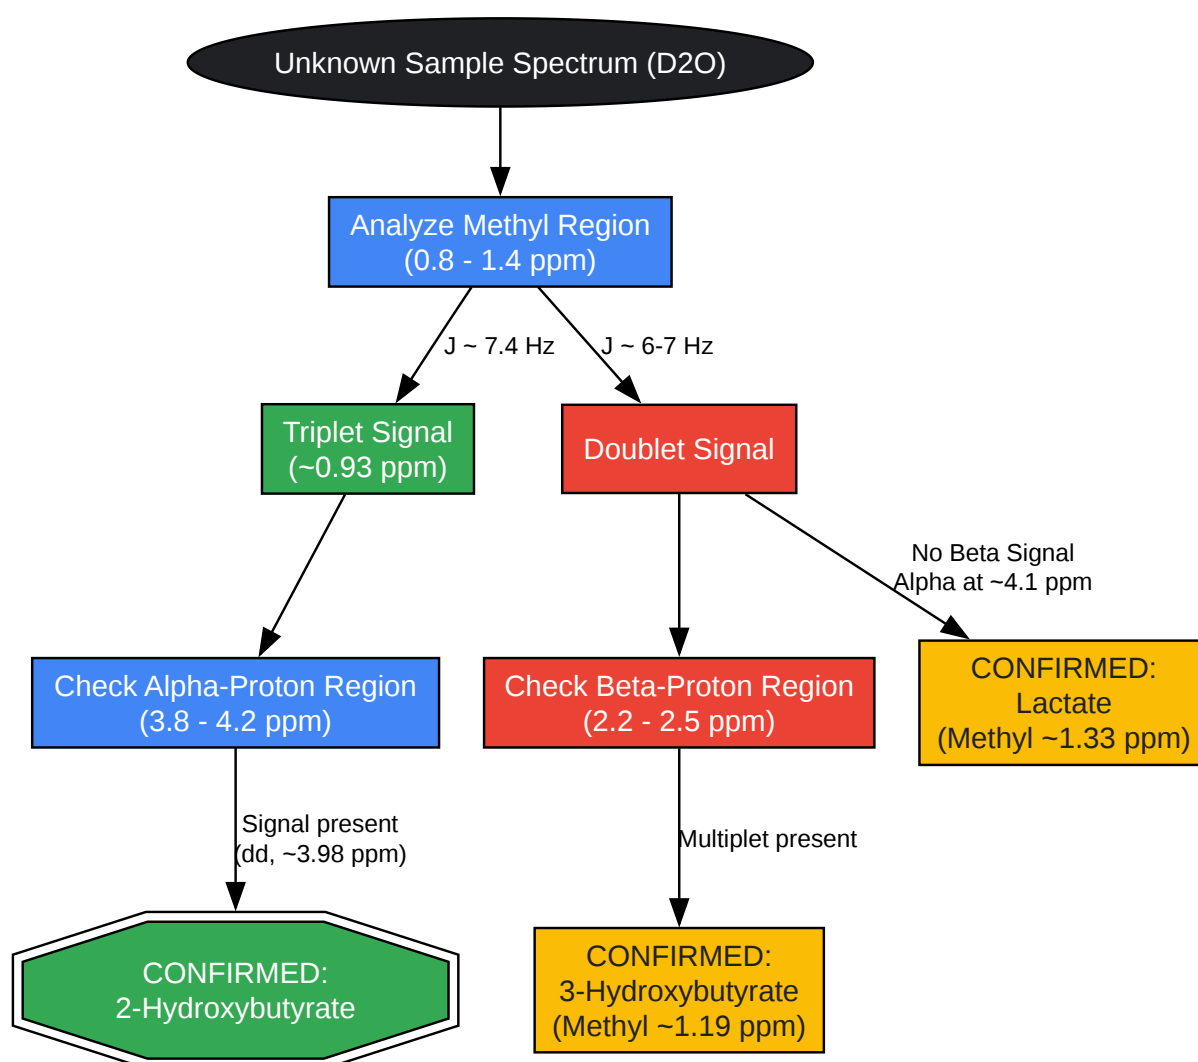 Unknown Sample Spectrum (D2O)
Analyze Methyl Region
(0.8 - 1.4 ppm)
J ~ 7.4 Hz
J ~ 6-7 Hz
Triplet Signal
(~0.93 ppm)
Doublet Signal
No Beta Signal
Alpha at ~4.1 ppm
Check Alpha-Proton Region
(3.8 - 4.2 ppm)
Check Beta-Proton Region
(2.2 - 2.5 ppm)
CONFIRMED:
Lactate
(Methyl ~1.33 ppm)
Signal present
(dd, ~3.98 ppm)
Multiplet present
CONFIRMED:
2-Hydroxybutyrate
CONFIRMED:
3-Hydroxybutyrate
(Methyl ~1.19 ppm)